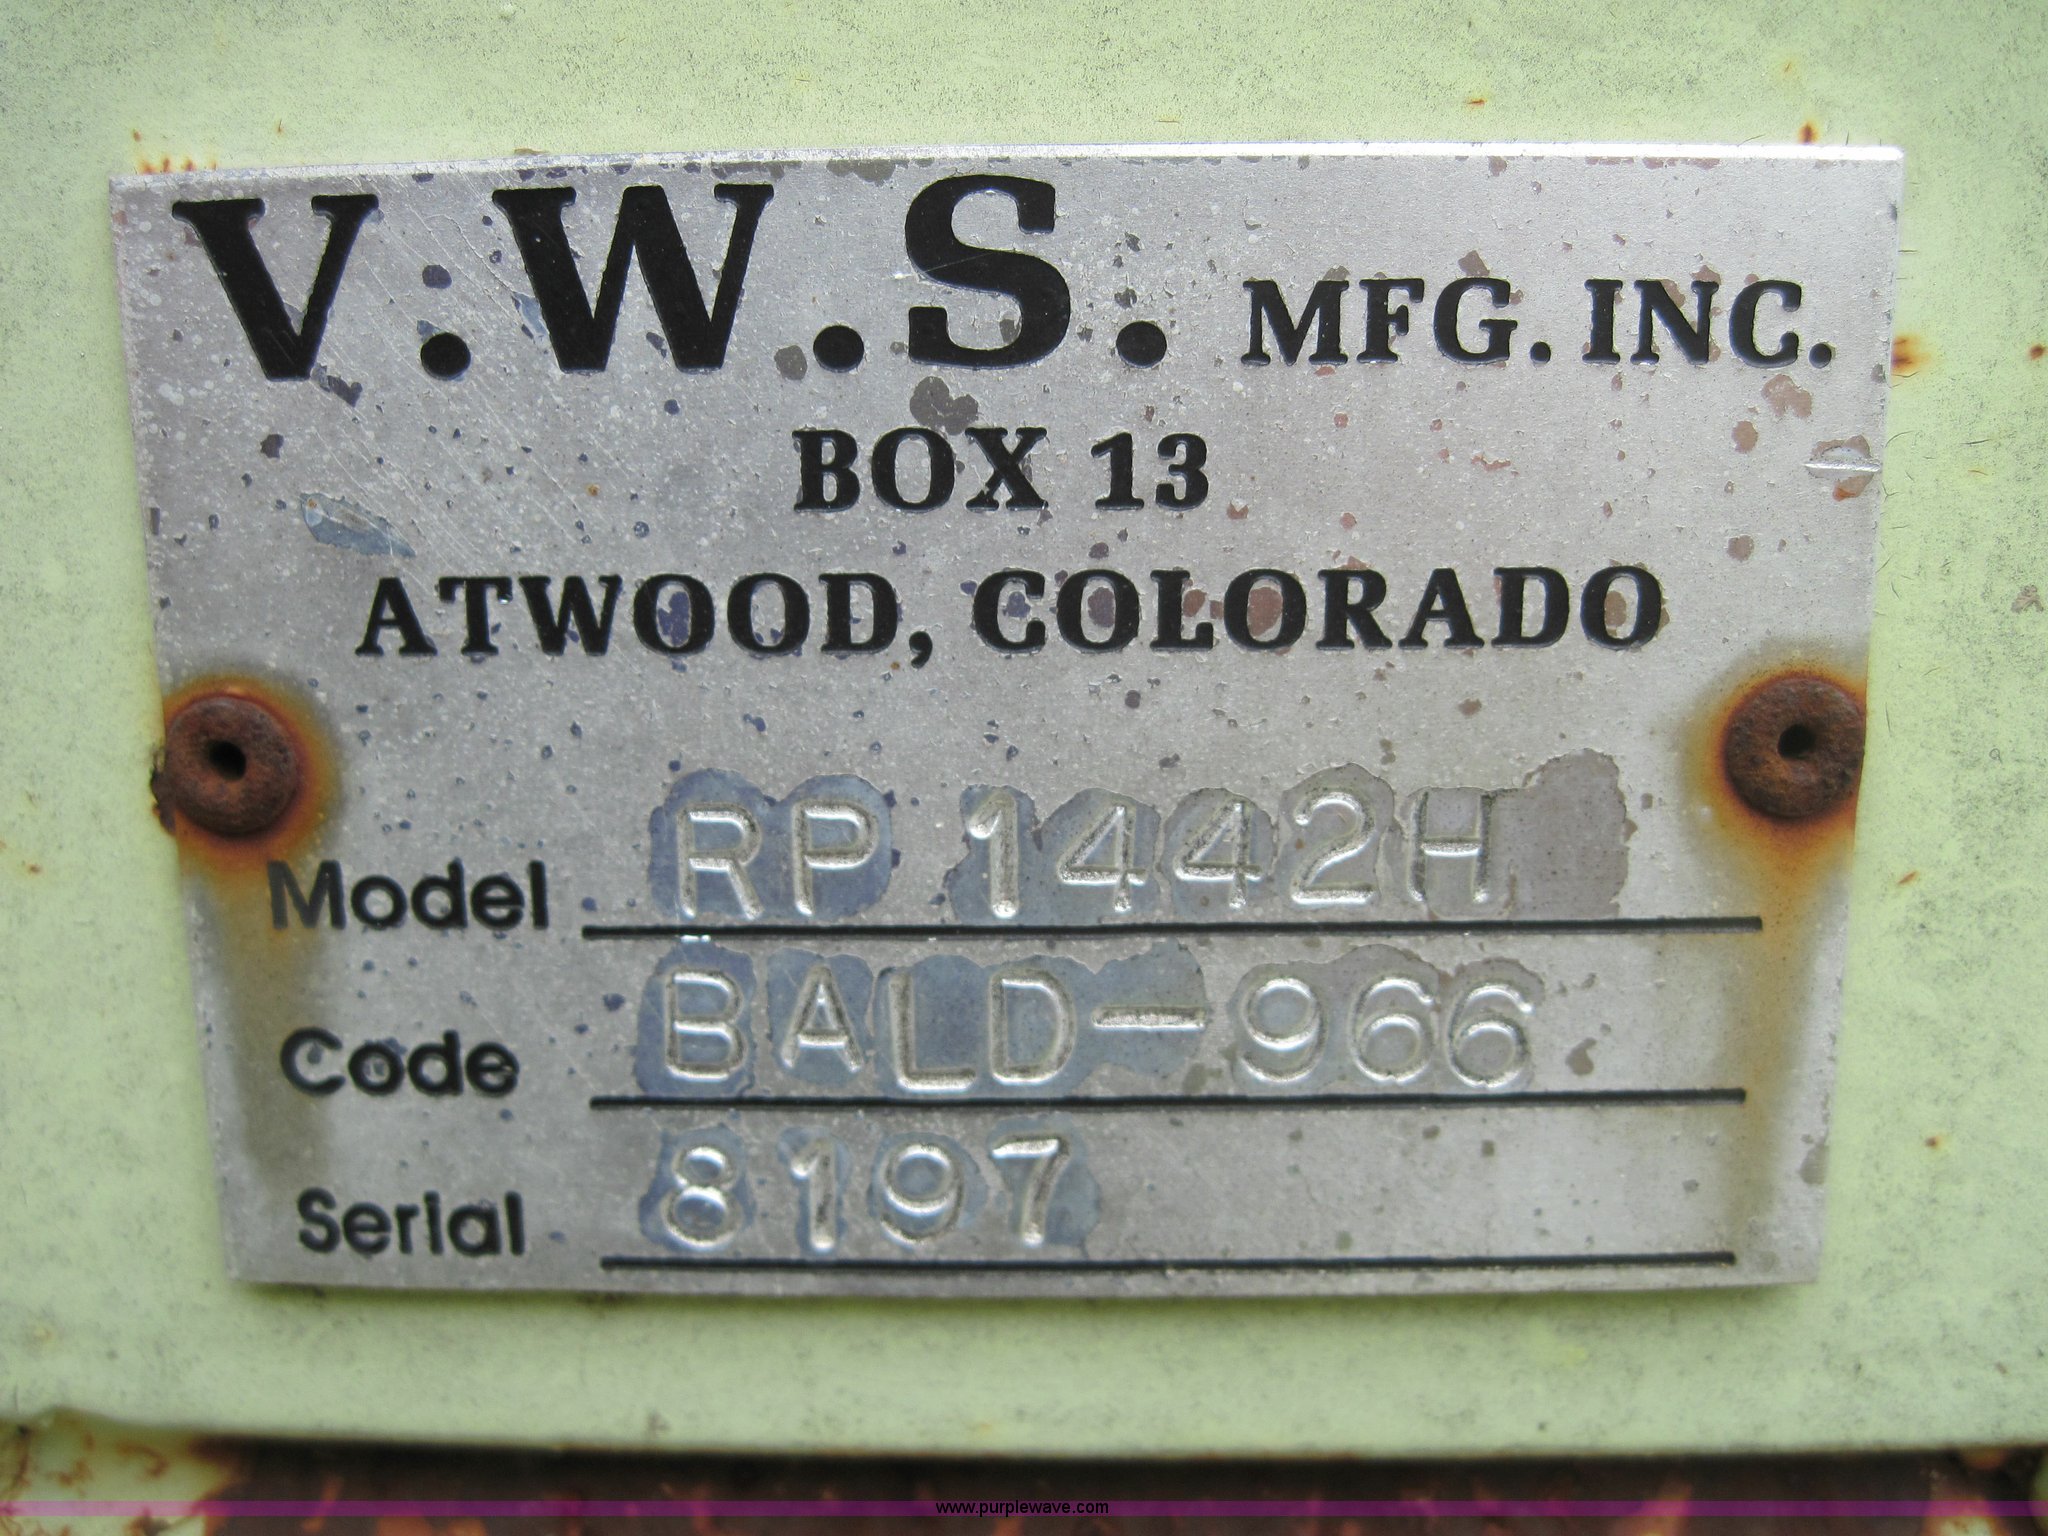 V.W.S. MFG. INC.
BOX 13
ATWOOD, COLORADO
Model RP 1442H
Code BALD-966
Serial 8197
www.purplewave.com